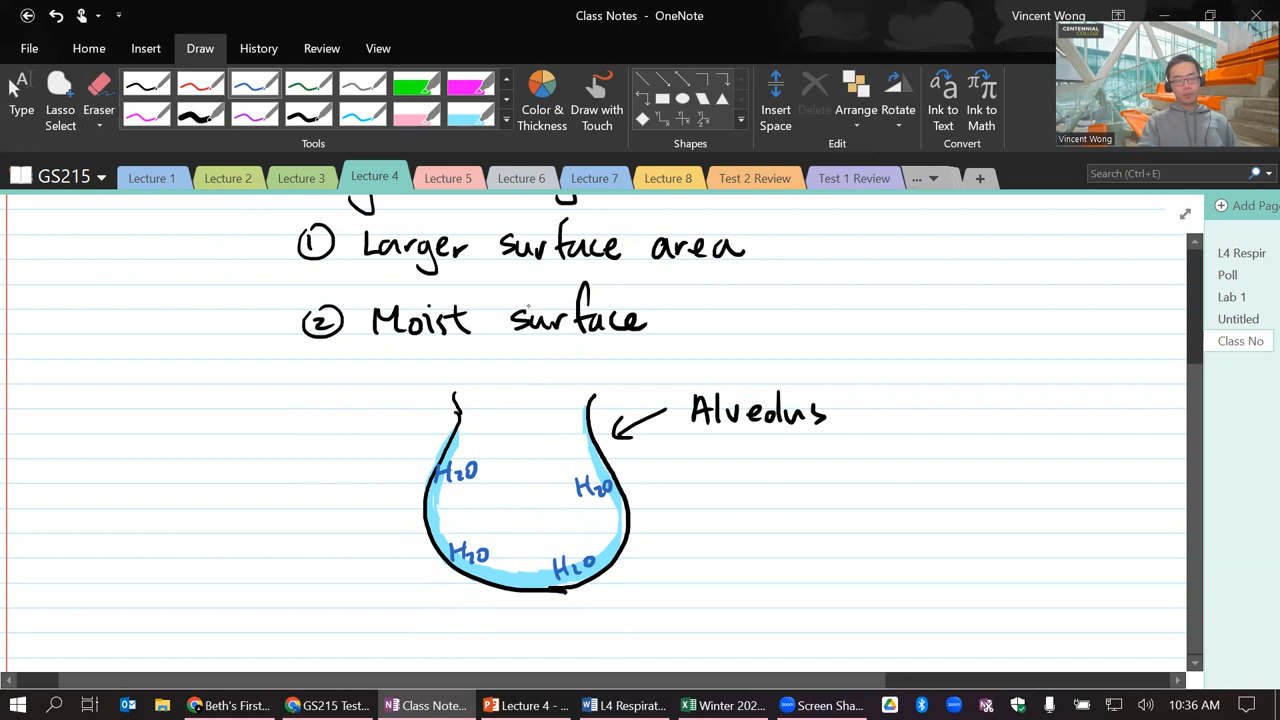 Class Notes - OneNote
Vincent Wong
File Home Insert Draw History Review View
CENTENNIAL
COLLEGE
Type
Lasso
Select
Eraser
Color &
Thickness
Draw with
Touch
Insert
Space
Delete
Arrange
Rotate
Ink to
Text
Ink to
Math
Tools
Shapes
Edit
Convert
Vincent Wong
GS215
Lecture 1
Lecture 2
Lecture 3
Lecture 4
Lecture 5
Lecture 6
Lecture 7
Lecture 8
Test 2 Review
Test 1 Review
...
Search (Ctrl+E)
Add Page
L4 Respir
Poll
Lab 1
Untitled
Class No
① Larger surface area
② Moist surface
Alveolus
H2O
H2O
H2O
H2O
Beth's First...
GS215 Test...
Class Note...
Lecture 4 - ...
L4 Respirat...
Winter 202...
Screen Sha...
10:36 AM